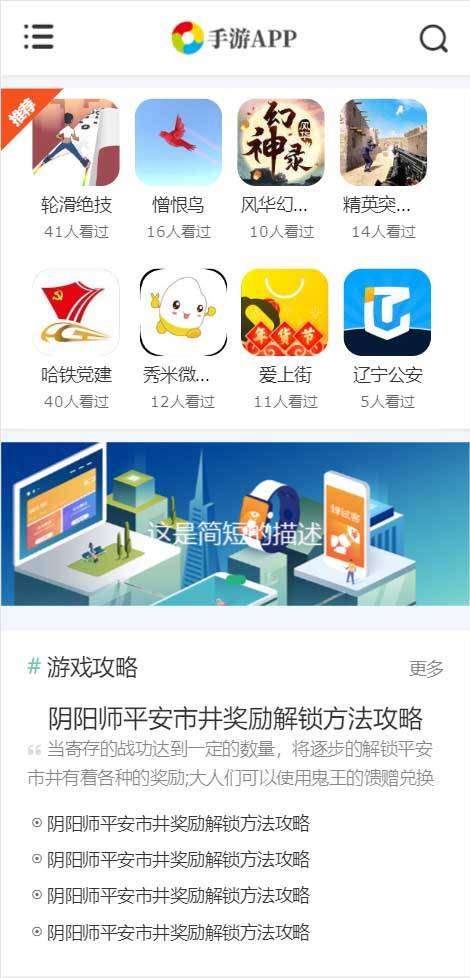 手游APP
推荐
幻神录
风华
轮滑绝技
憎恨鸟
风华幻...
精英突...
41人看过
16人看过
10人看过
14人看过
年货节
哈铁党建
秀米微...
爱上街
辽宁公安
40人看过
12人看过
11人看过
5人看过
这是简短的描述
# 游戏攻略
更多
阴阳师平安市井奖励解锁方法攻略
当寄存的战功达到一定的数量，将逐步的解锁平安
市井有着各种的奖励;大人们可以使用鬼王的馈赠兑换
阴阳师平安市井奖励解锁方法攻略
阴阳师平安市井奖励解锁方法攻略
阴阳师平安市井奖励解锁方法攻略
阴阳师平安市井奖励解锁方法攻略